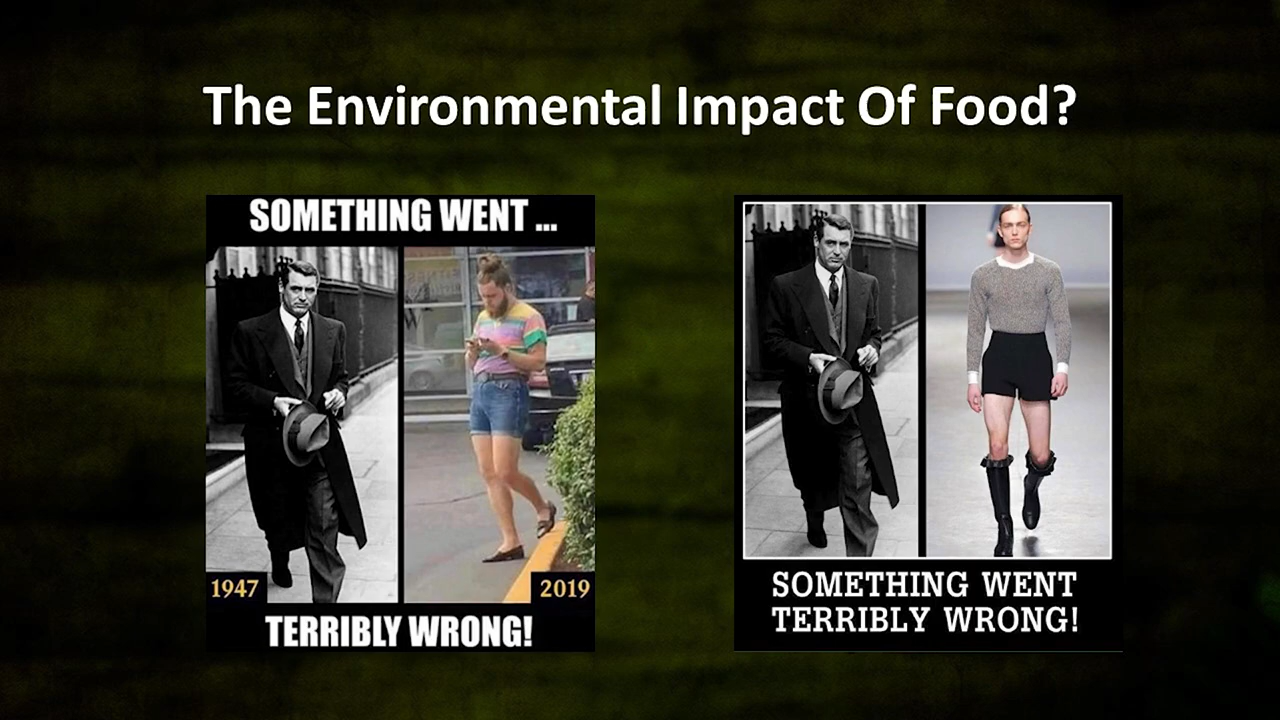 The Environmental Impact Of Food?
SOMETHING WENT ...
1947
2019
TERRIBLY WRONG!
SOMETHING WENT
TERRIBLY WRONG!